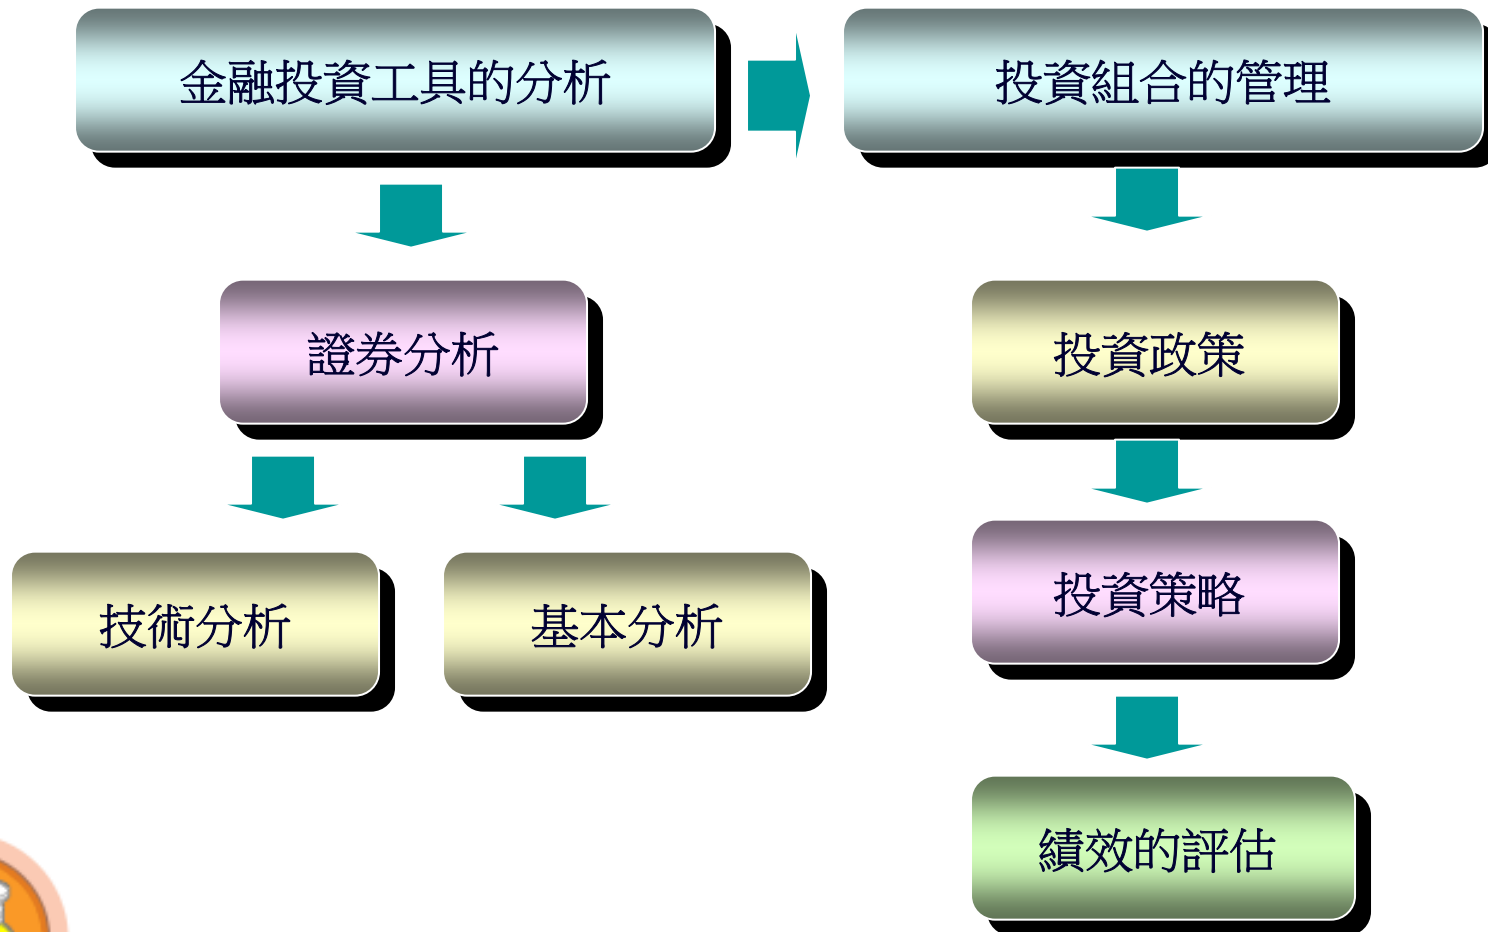 金融投資工具的分析
投資組合的管理
證券分析
投資政策
技術分析
基本分析
投資策略
績效的評估